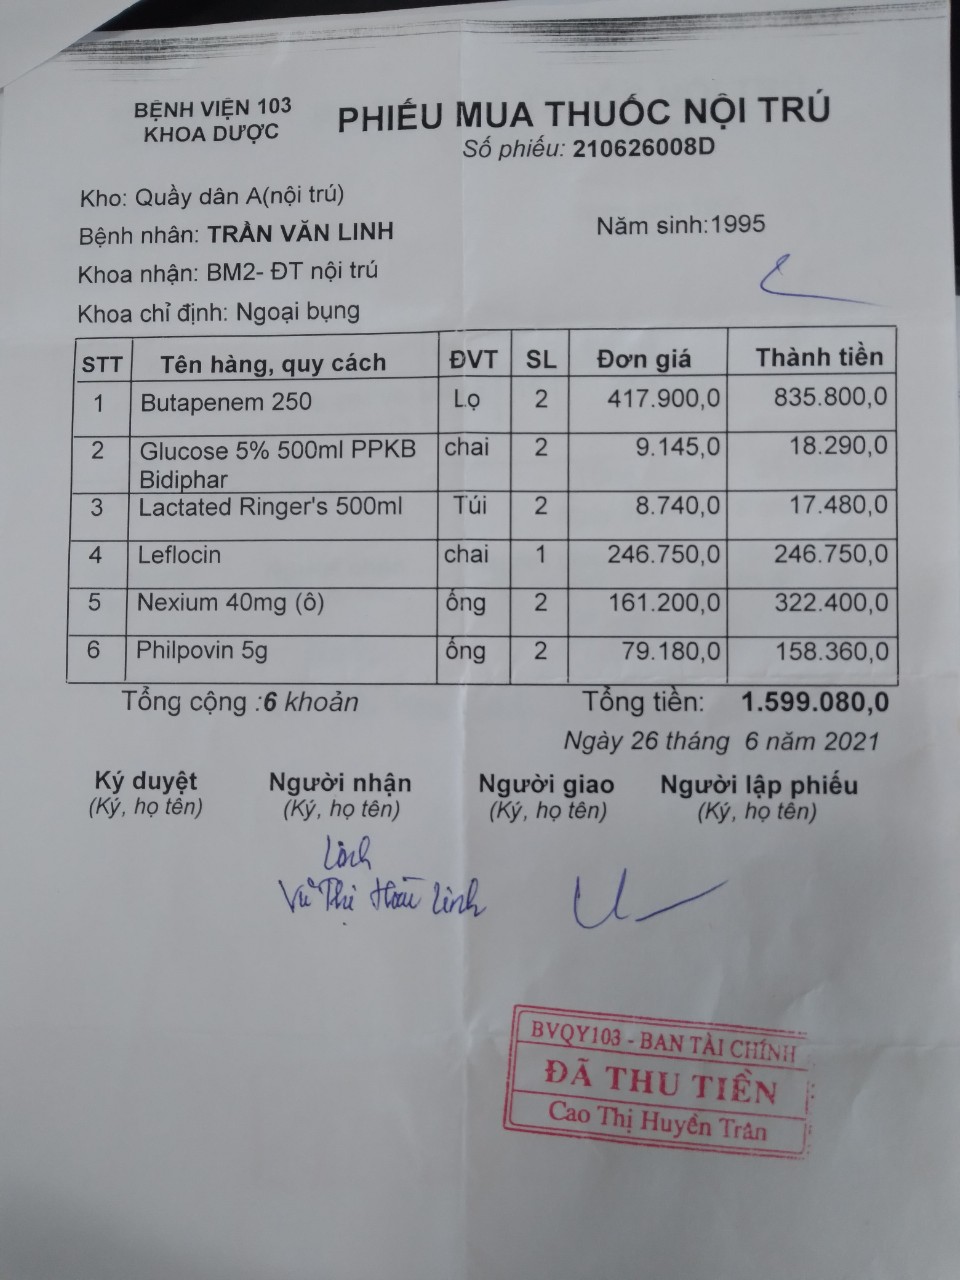 BỆNH VIỆN 103
KHOA DƯỢC
PHIẾU MUA THUỐC NỘI TRÚ
Số phiếu: 210626008D
Kho: Quầy dân A(nội trú)
Bệnh nhân: TRẦN VĂN LINH
Năm sinh:1995
Khoa nhận: BM2- ĐT nội trú
Khoa chỉ định: Ngoại bụng
STT Tên hàng, quy cách ĐVT SL Đơn giá Thành tiền
1 Butapenem 250 Lọ 2 417.900,0 835.800,0
2 Glucose 5% 500ml PPKB chai 2 9.145,0 18.290,0
Bidiphar
3 Lactated Ringer's 500ml Túi 2 8.740,0 17.480,0
4 Leflocin chai 1 246.750,0 246.750,0
5 Nexium 40mg (ô) ống 2 161.200,0 322.400,0
6 Philpovin 5g ống 2 79.180,0 158.360,0
Tổng cộng :6 khoản Tổng tiền: 1.599.080,0
Ngày 26 tháng 6 năm 2021
Ký duyệt Người nhận Người giao Người lập phiếu
(Ký, họ tên) (Ký, họ tên) (Ký, họ tên) (Ký, họ tên)
Linh
Vũ Thị Hoài Linh
BVQY103 - BAN TÀI CHÍNH
ĐÃ THU TIỀN
Cao Thị Huyền Trân